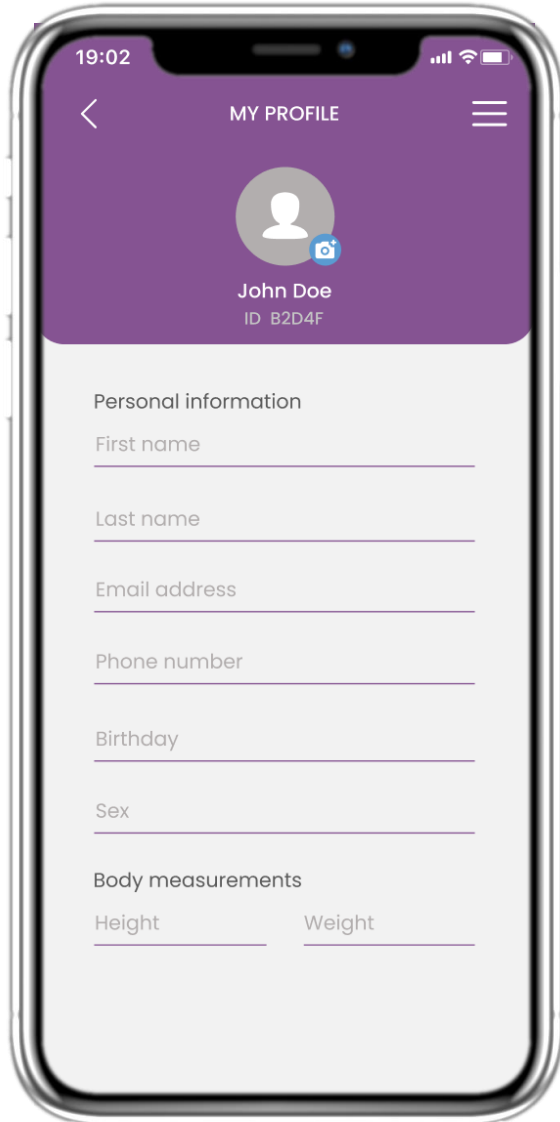 19:02
MY PROFILE
John Doe
ID B2D4F
Personal information
First name
Last name
Email address
Phone number
Birthday
Sex
Body measurements
Height Weight